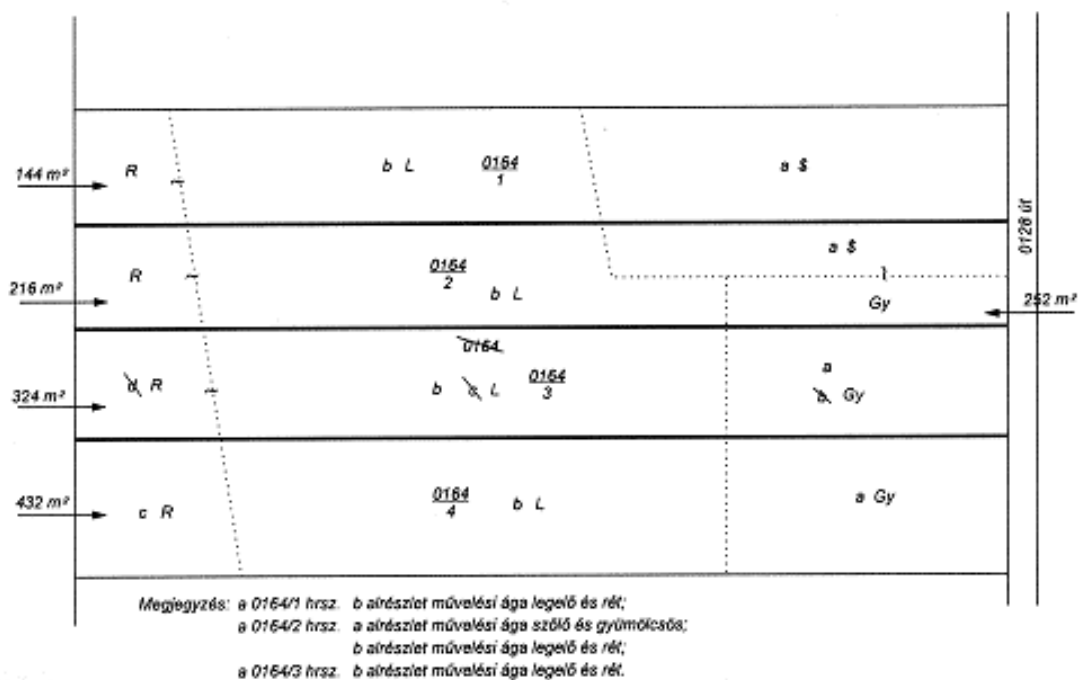 144 m²
R
b L
0164
1
a $
0128 út
R
0164
2
b L
a $
216 m²
Gy
252 m²
0164
324 m²
d R
b c L
0164
3
a
b Gy
432 m²
c R
0164
4
b L
a Gy
Megjegyzés: a 0164/1 hrsz. b alrészlet művelési ága legelő és rét;
a 0164/2 hrsz. a alrészlet művelési ága szőlő és gyümölcsös;
b alrészlet művelési ága legelő és rét;
a 0164/3 hrsz. b alrészlet művelési ága legelő és rét.